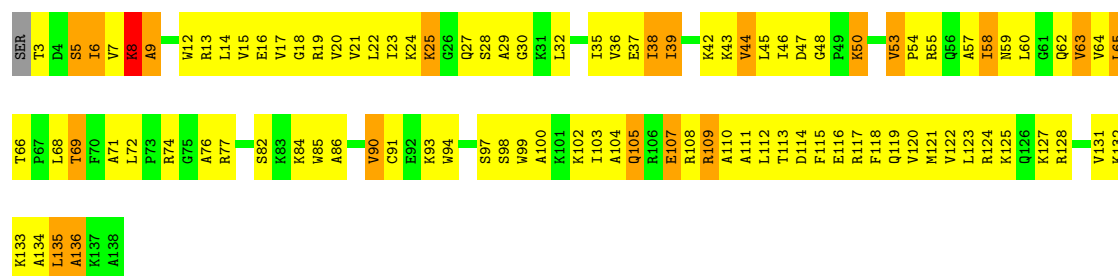 SER T3 D4 S5 I6 V7 K8 A9 W12 R13 L14 V15 E16 V17 G18 R19 V20 V21 L22 I23 K24 K25 G26 Q27 S28 A29 G30 K31 L32 I35 V36 E37 I38 I39 K42 K43 V44 L45 I46 D47 G48 P49 K50 V53 P54 R55 Q56 A57 I58 N59 L60 G61 Q62 V63 V64 L65
T66 P67 L68 T69 F70 A71 L72 P73 R74 G75 A76 R77 S82 K83 K84 W85 A86 V90 C91 E92 K93 W94 S97 S98 W99 A100 K101 K102 I103 A104 Q105 R106 E107 R108 R109 A110 A111 L112 T113 D114 F115 E116 R117 F118 Q119 V120 M121 V122 L123 R124 K125 Q126 K127 R128 V131 K132
K133 A134 L135 A136 K137 A138